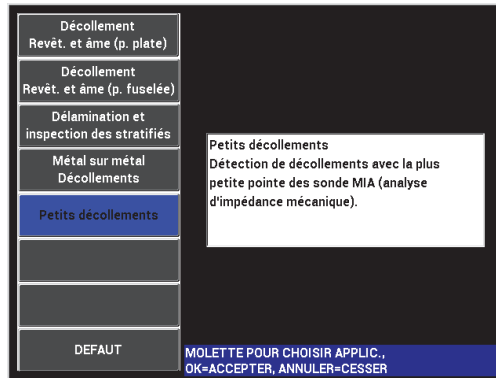 Décollement
Revêt. et âme (p. plate)
Décollement
Revêt. et âme (p. fuselée)
Délamination et
inspection des stratifiés
Métal sur métal
Décollements
Petits décollements
DEFAUT
Petits décollements
Détection de décollements avec la plus
petite pointe des sonde MIA (analyse
d'impédance mécanique).
MOLETTE POUR CHOISIR APPLIC.,
OK=ACCEPTER, ANNULER=CESSER